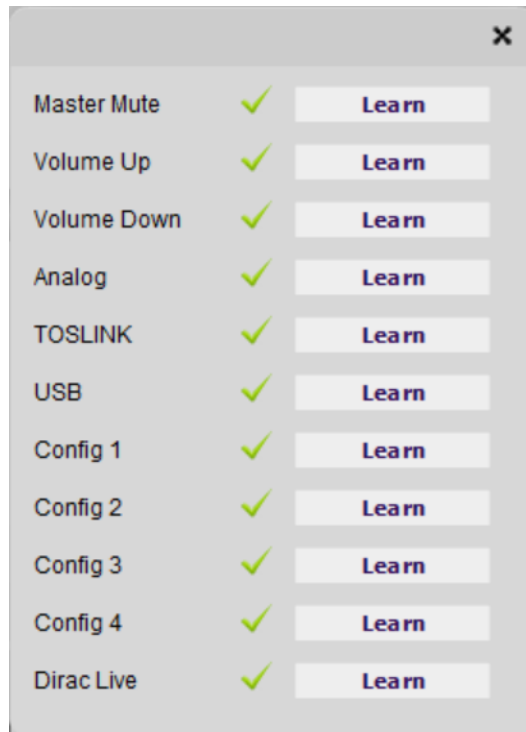 Master Mute Learn
Volume Up Learn
Volume Down Learn
Analog Learn
TOSLINK Learn
USB Learn
Config 1 Learn
Config 2 Learn
Config 3 Learn
Config 4 Learn
Dirac Live Learn